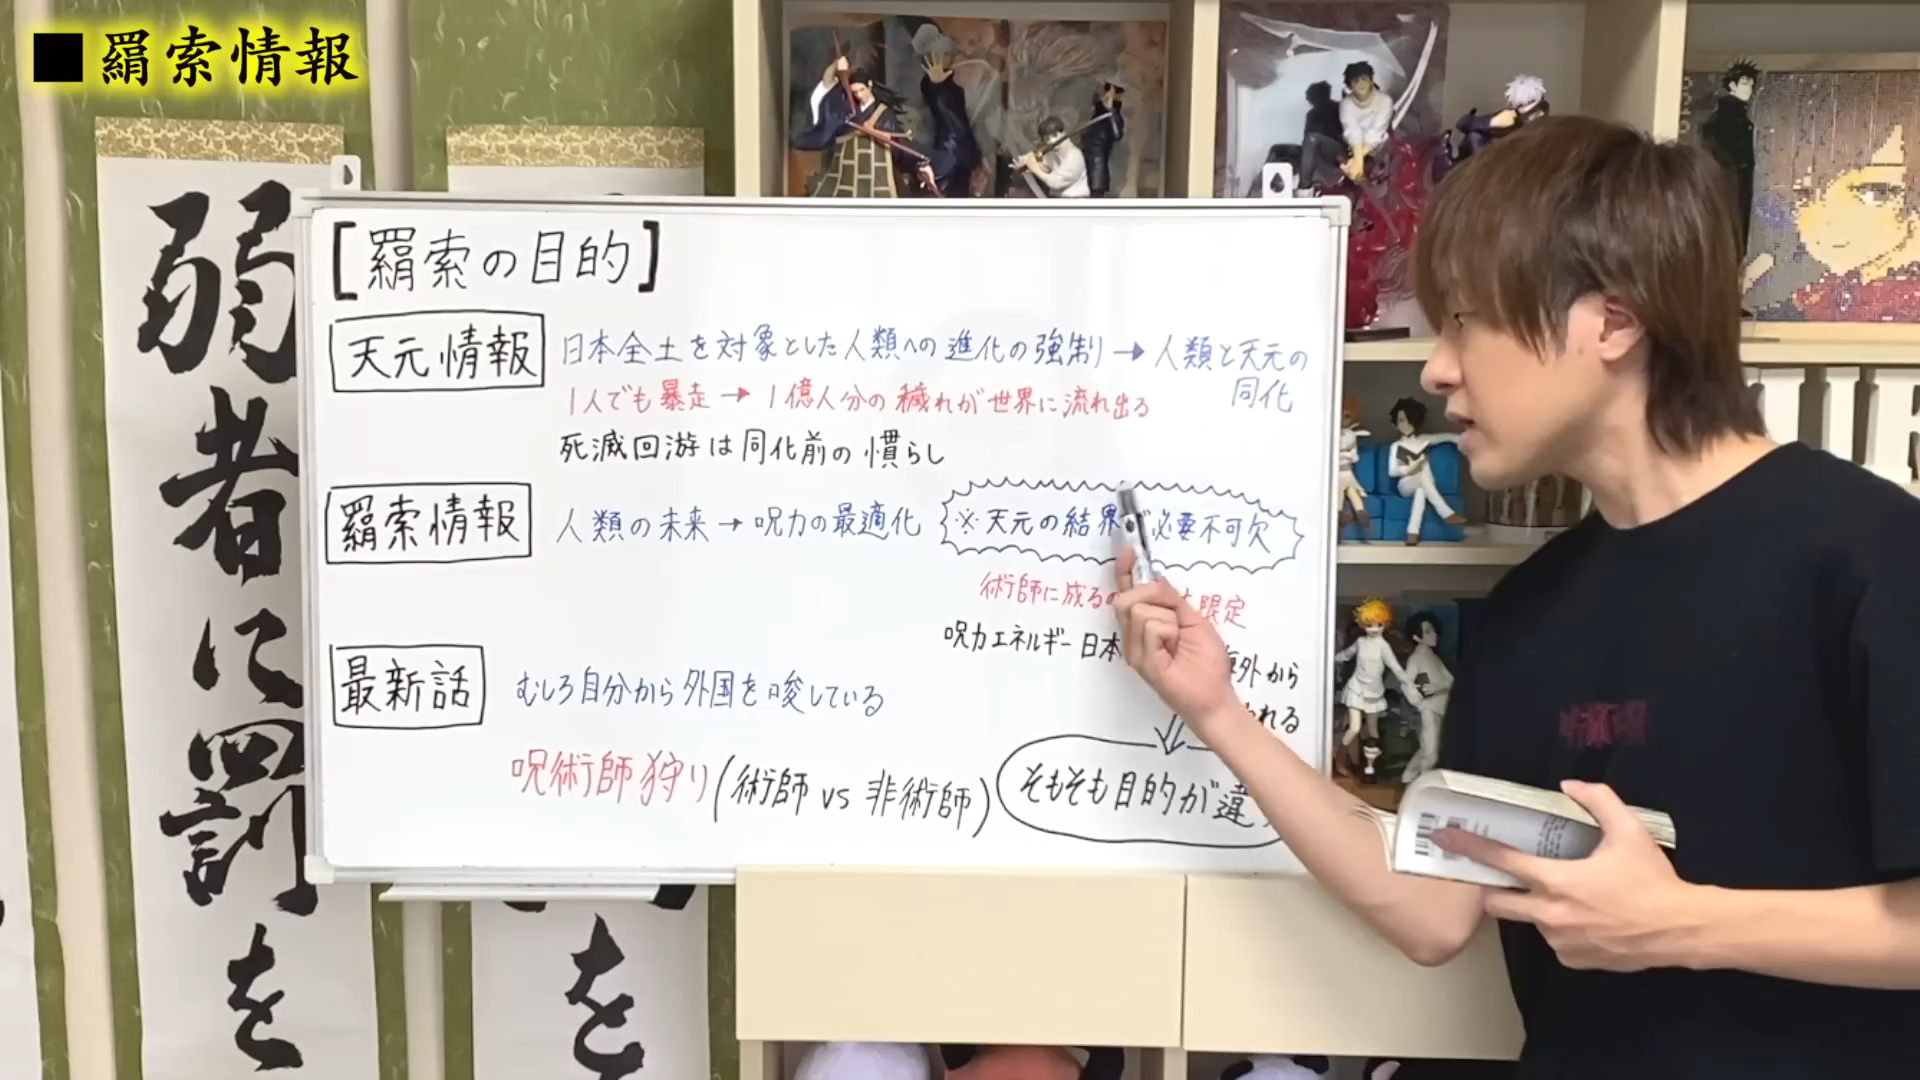 ■羂索情報
[羂索の目的]
天元情報
日本全土を対象とした人類への進化の強制→人類と天元の
同化
1人でも暴走→1億人分の穢れが世界に流れ出る
死滅回游は同化前の慣らし
羂索情報
人類の未来→呪力の最適化
※天元の結界 必要不可欠
術師に成るの 限定
呪力エネルギー日本 外から
れる
最新話
むしろ自分から外国を唆している
呪術師狩り(術師vs非術師)
そもそも目的が違
弱者に罰を
を